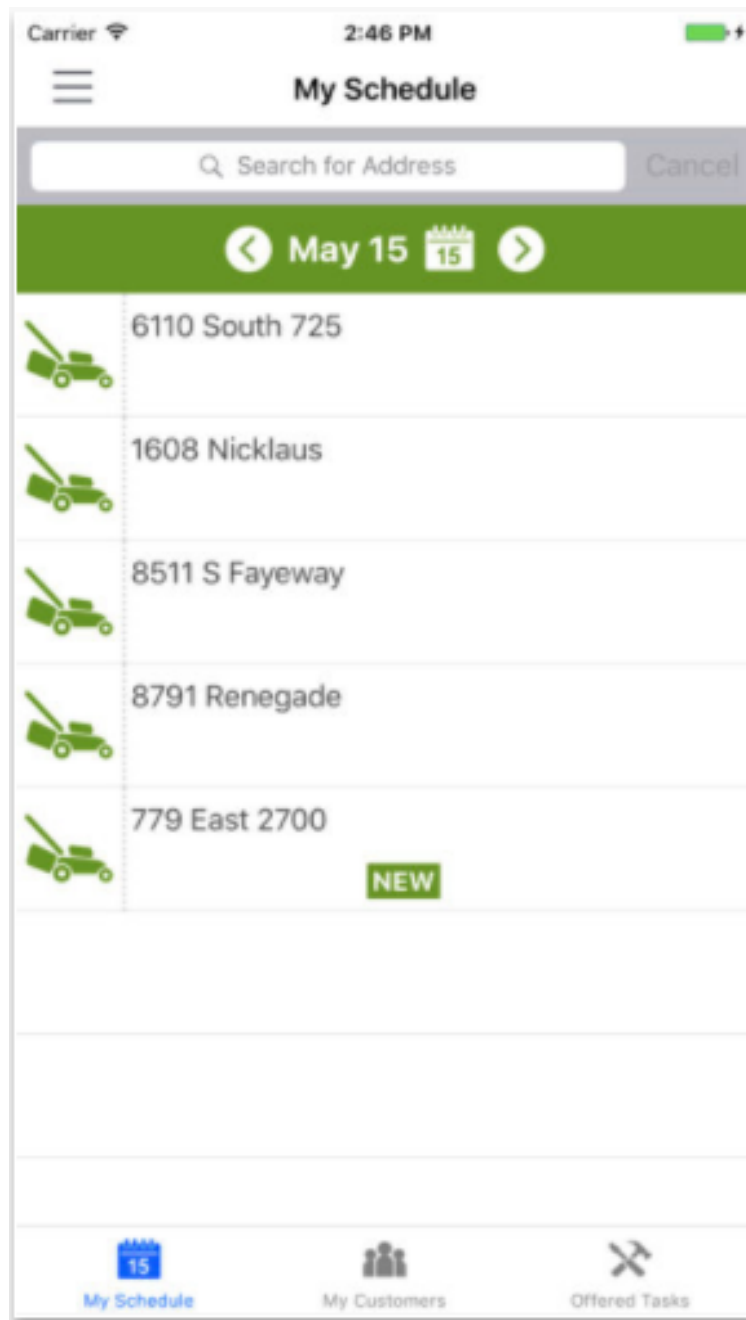 Carrier 2:46 PM
My Schedule
Search for Address Cancel
May 15 15
6110 South 725
1608 Nicklaus
8511 S Fayeway
8791 Renegade
779 East 2700
NEW
15
My Schedule My Customers Offered Tasks